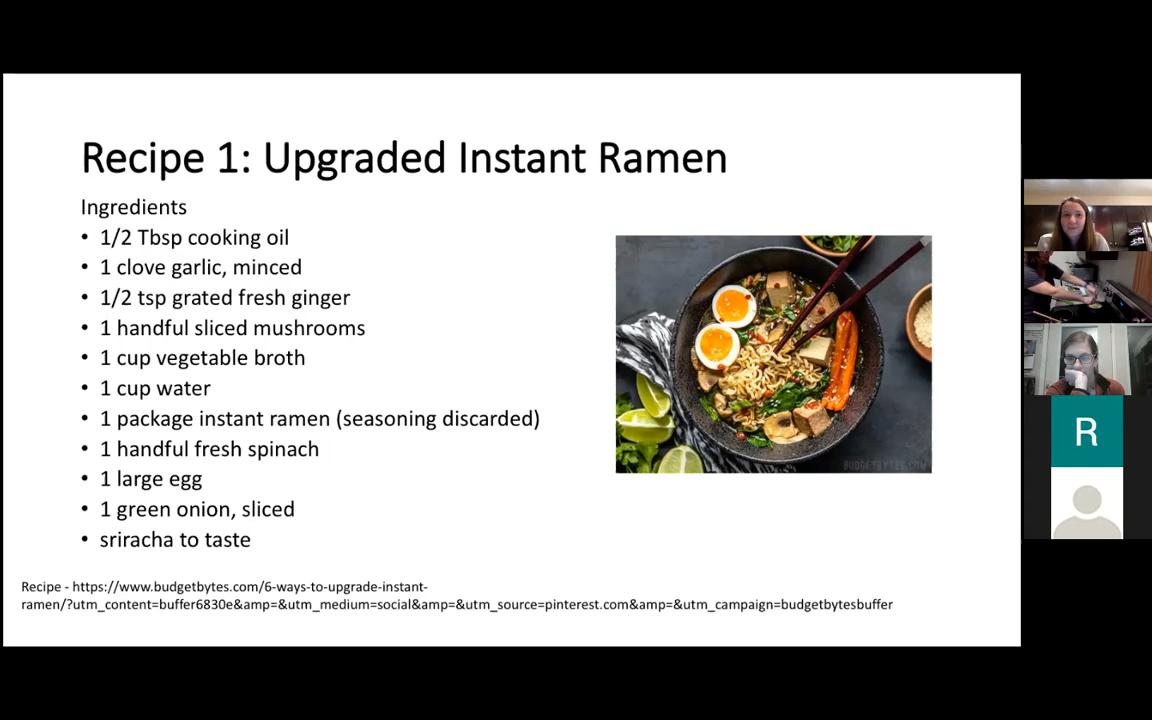 Recipe 1: Upgraded Instant Ramen
Ingredients
• 1/2 Tbsp cooking oil
• 1 clove garlic, minced
• 1/2 tsp grated fresh ginger
• 1 handful sliced mushrooms
• 1 cup vegetable broth
• 1 cup water
• 1 package instant ramen (seasoning discarded)
• 1 handful fresh spinach
• 1 large egg
• 1 green onion, sliced
• sriracha to taste
BUDGETBYTES.COM
Recipe - https://www.budgetbytes.com/6-ways-to-upgrade-instant-
ramen/?utm_content=buffer6830e&amp=&utm_medium=social&amp=&utm_source=pinterest.com&amp=&utm_campaign=budgetbytesbuffer
R